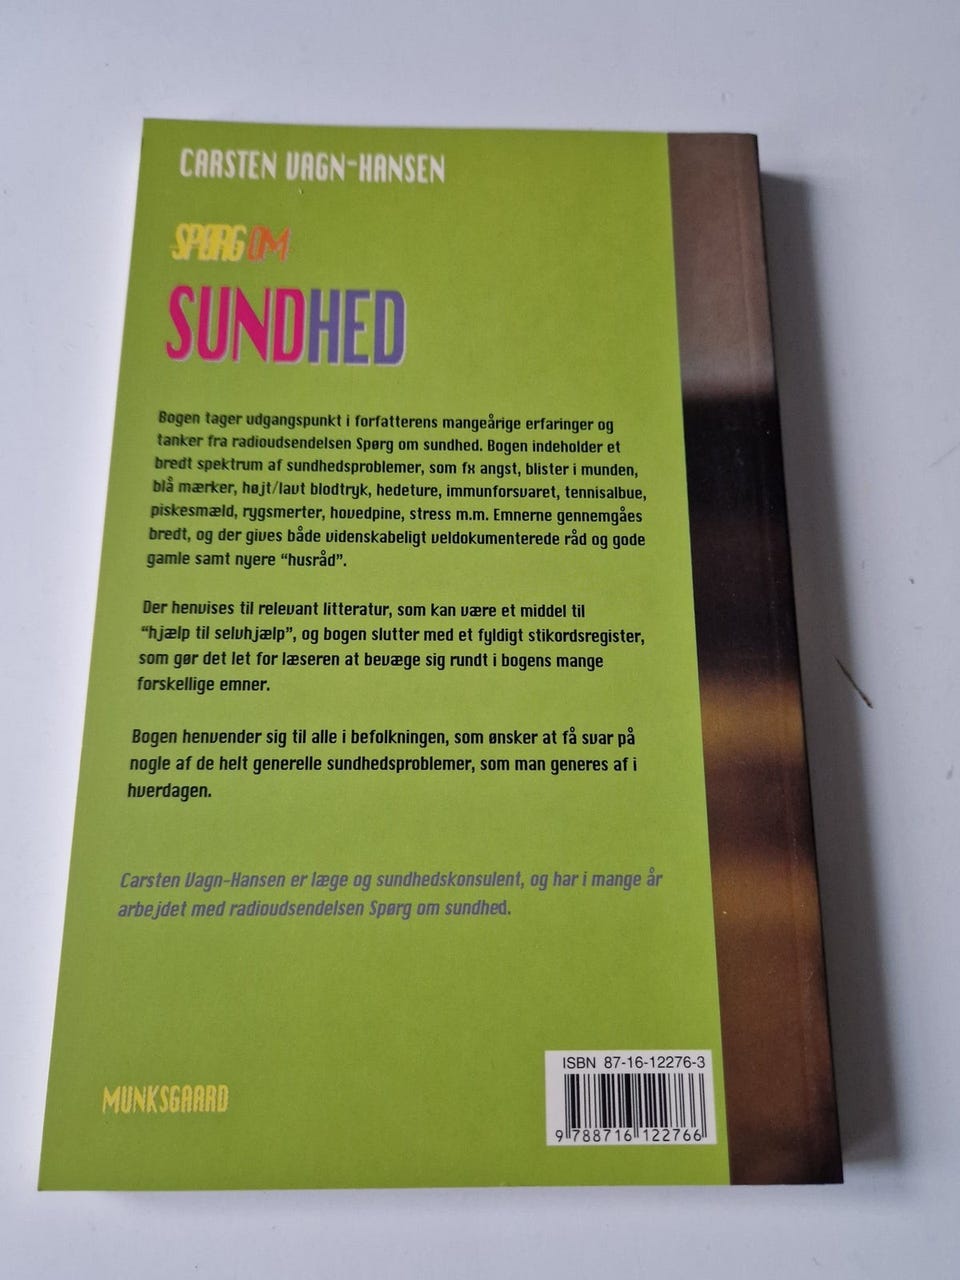 CARSTEN VAGN-HANSEN
SPØRG OM
SUNDHED
Bogen tager udgangspunkt i forfatterens mangeårige erfaringer og
tanker fra radioudsendelsen Spørg om sundhed. Bogen indeholder et
bredt spektrum af sundhedsproblemer, som fx angst, blister i munden,
blå mærker, højt/lavt blodtryk, hedeture, immunforsvaret, tennisalbue,
piskesmæld, rygsmerter, hovedpine, stress m.m. Emnerne gennemgåes
bredt, og der gives både videnskabeligt veldokumenterede råd og gode
gamle samt nyere “husråd”.
Der henvises til relevant litteratur, som kan være et middel til
“hjælp til selvhjælp”, og bogen slutter med et fyldigt stikordsregister,
som gør det let for læseren at bevæge sig rundt i bogens mange
forskellige emner.
Bogen henvender sig til alle i befolkningen, som ønsker at få svar på
nogle af de helt generelle sundhedsproblemer, som man generes af i
hverdagen.
Carsten Vagn-Hansen er læge og sundhedskonsulent, og har i mange år
arbejdet med radioudsendelsen Spørg om sundhed.
MUNKSGAARD
ISBN 87-16-12276-3
9 788716 122766